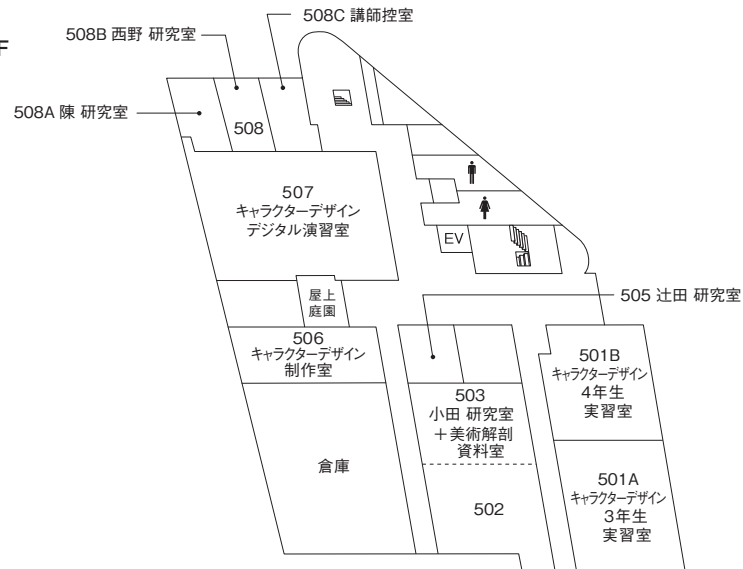 F
508C 講師控室
508B 西野 研究室
508A 陳 研究室
508
507
キャラクターデザイン
デジタル演習室
EV
屋上
庭園
505 辻田 研究室
506
キャラクターデザイン
制作室
501B
キャラクターデザイン
4年生
実習室
503
小田 研究室
＋美術解剖
資料室
倉庫
502
501A
キャラクターデザイン
3年生
実習室